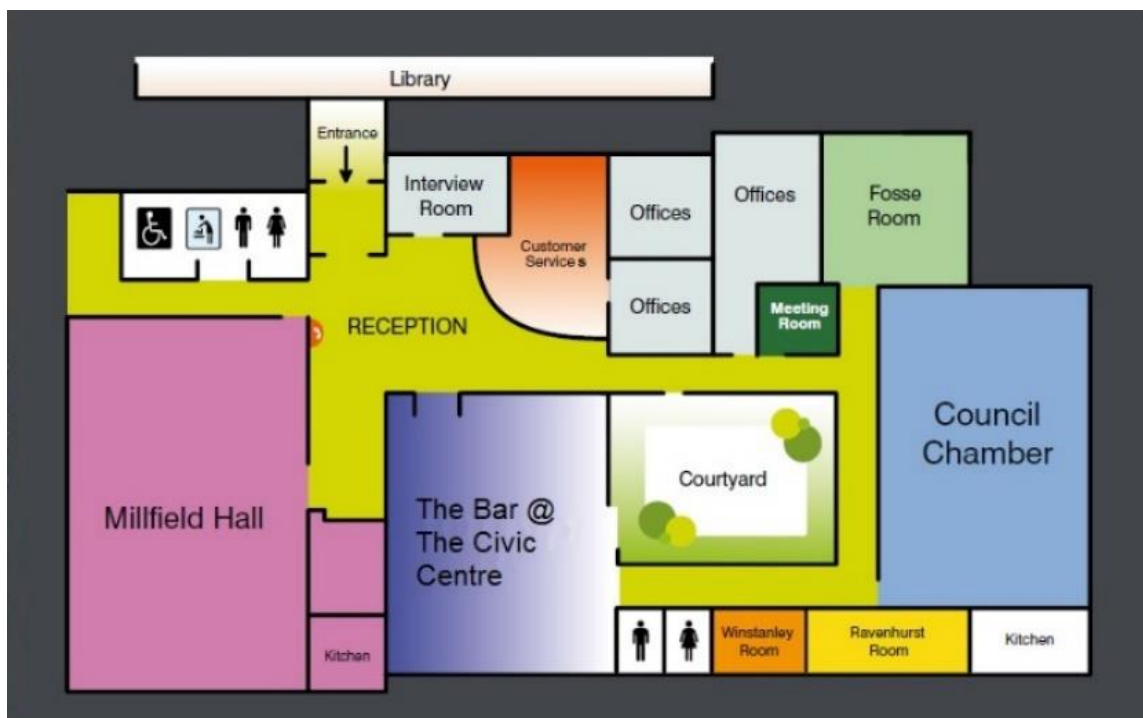 Library
Entrance
Interview
Room
Customer
Services
Offices
Offices
Fosse
Room
Offices
Meeting
Room
RECEPTION
Council
Chamber
Millfield Hall
The Bar @
The Civic
Centre
Courtyard
Kitchen
Winstanley
Room
Ravenhurst
Room
Kitchen